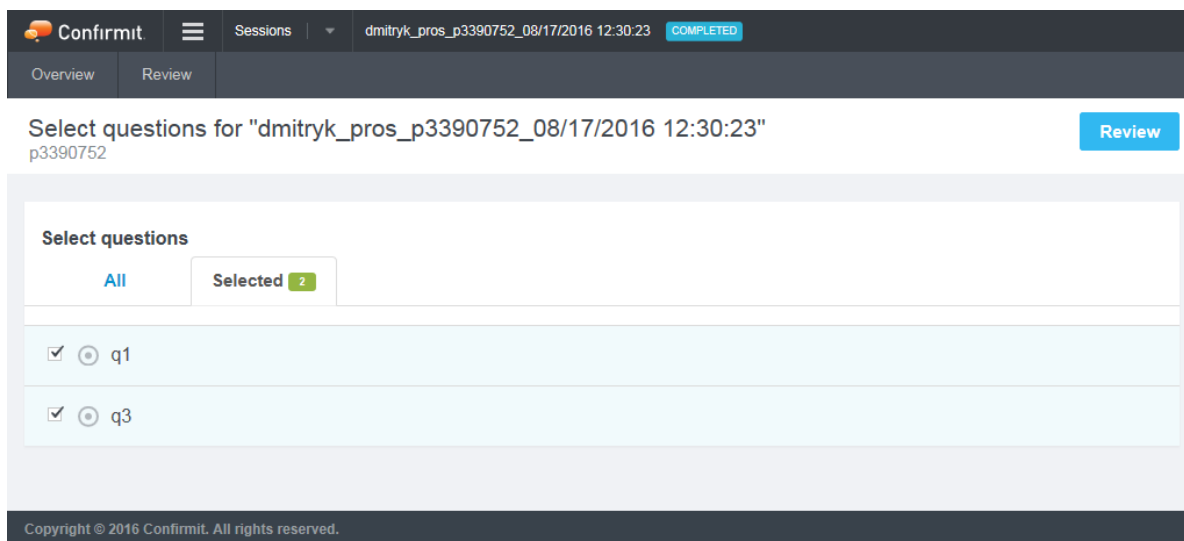 Confirmit. Sessions dmitryk_pros_p3390752_08/17/2016 12:30:23 COMPLETED
Overview Review
Select questions for "dmitryk_pros_p3390752_08/17/2016 12:30:23" Review
p3390752
Select questions
All Selected 2
q1
q3
Copyright © 2016 Confirmit. All rights reserved.